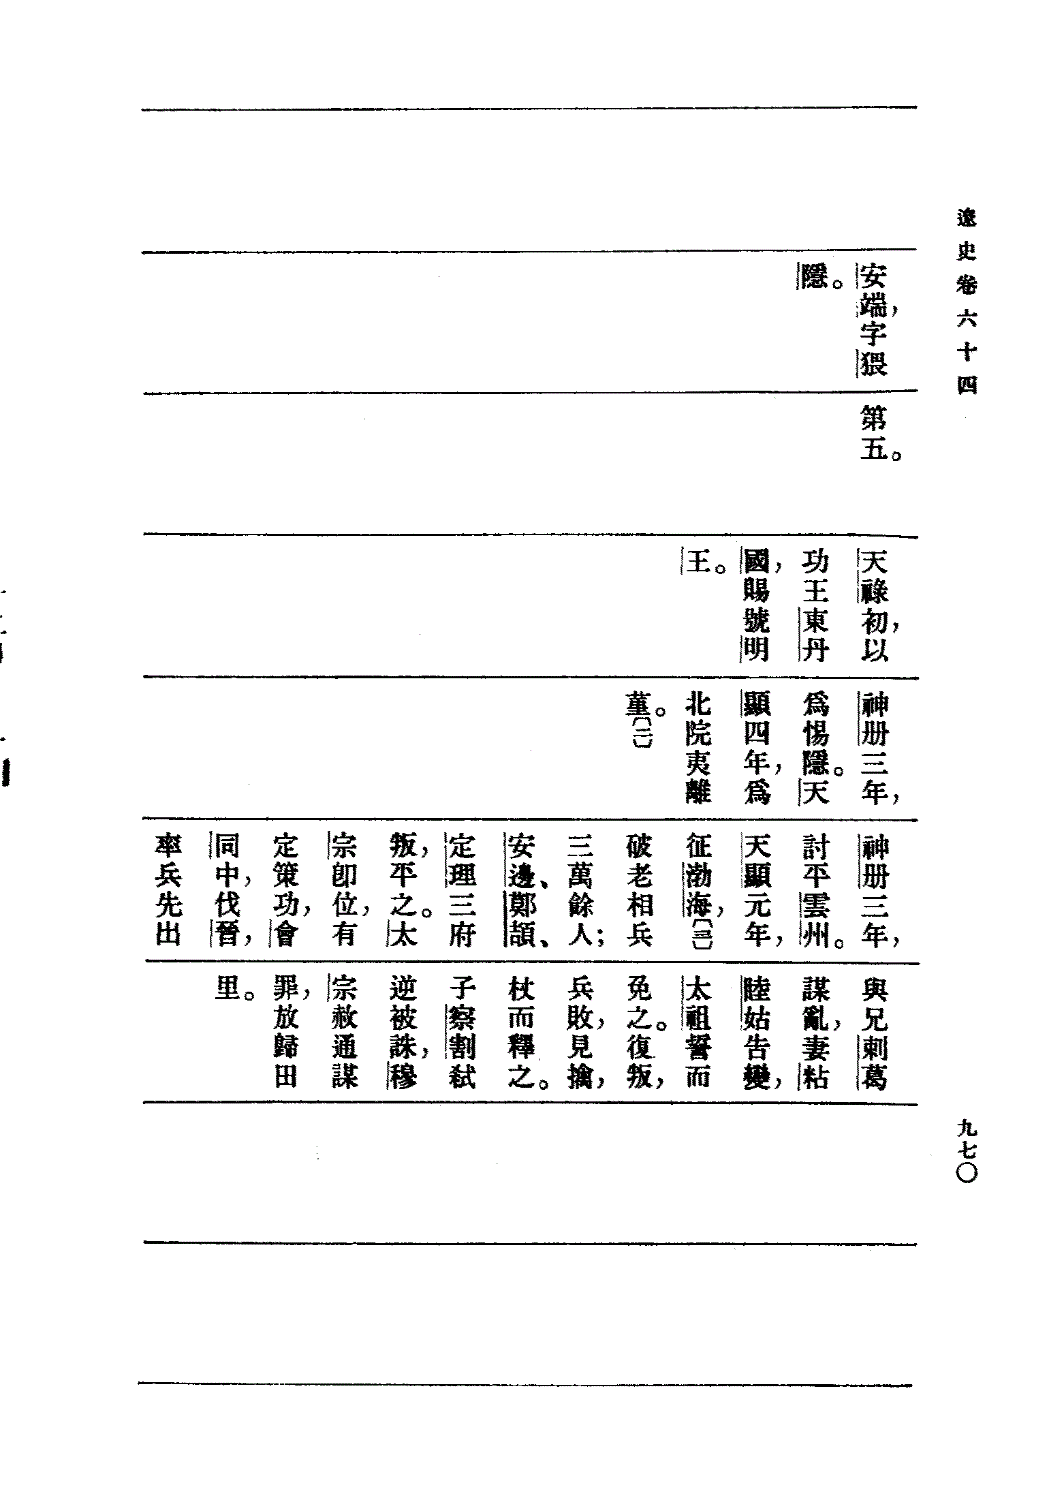 遼史卷六十四
安端，字猥
隱。
第五。
天祿初，以
功王東丹
國，賜號明
王。
神册三年，
爲惕隱。天
顯四年，爲
北院夷離
菫。〔二〕
神册三年，
討平雲州。
天顯元年，
征渤海，〔三〕
破老相兵
三萬餘人；
安邊、鄭頡、
定理三府
叛，平之。太
宗卽位，有
定策功，會
同中，伐晉，
率兵先出
與兄剌葛
謀亂，妻粘
睦姑告變，
太祖誓而
免之。復叛，
兵敗，見擒，
杖而釋之。
子察割弑
逆被誅，穆
宗赦通謀
罪，放歸田
里。
九七〇